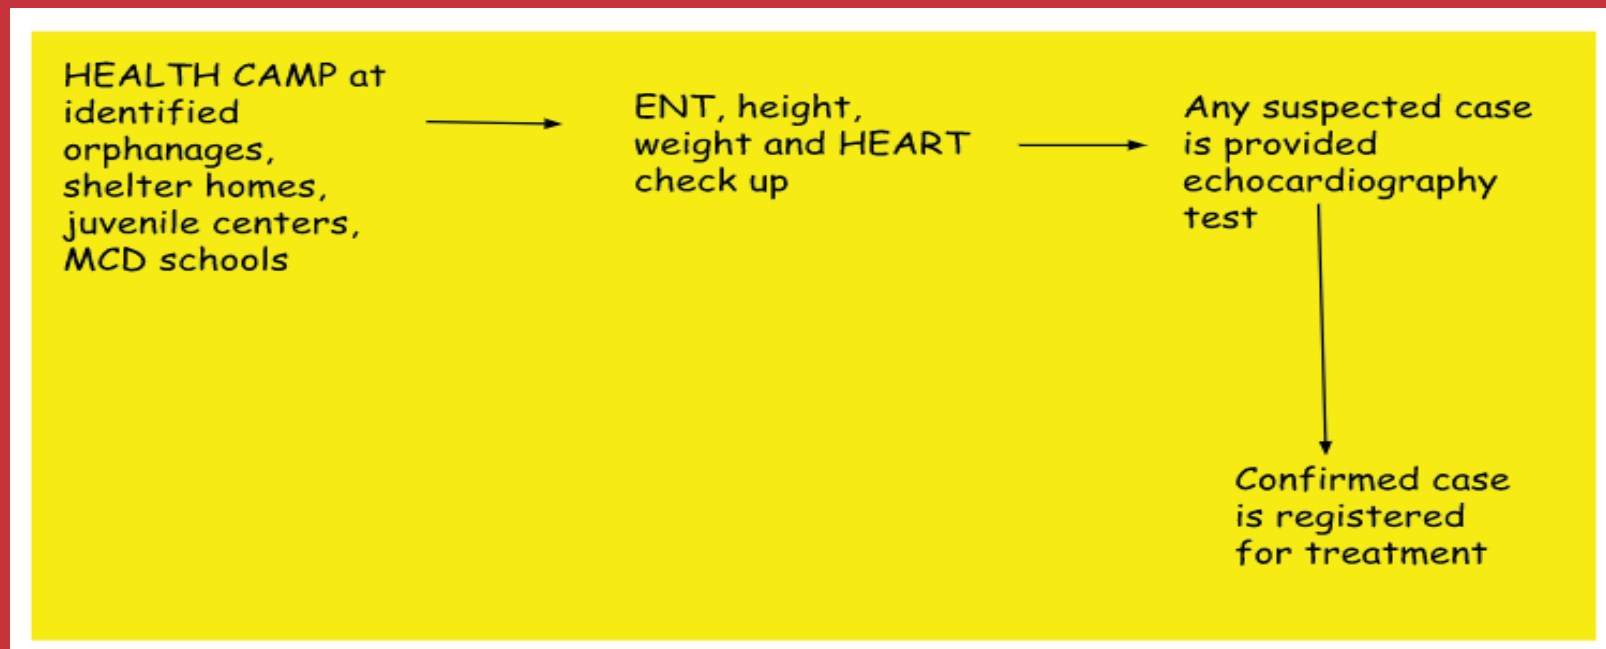 HEALTH CAMP at
identified
orphanages,
shelter homes,
juvenile centers,
MCD schools
ENT, height,
weight and HEART
check up
Any suspected case
is provided
echocardiography
test
Confirmed case
is registered
for treatment